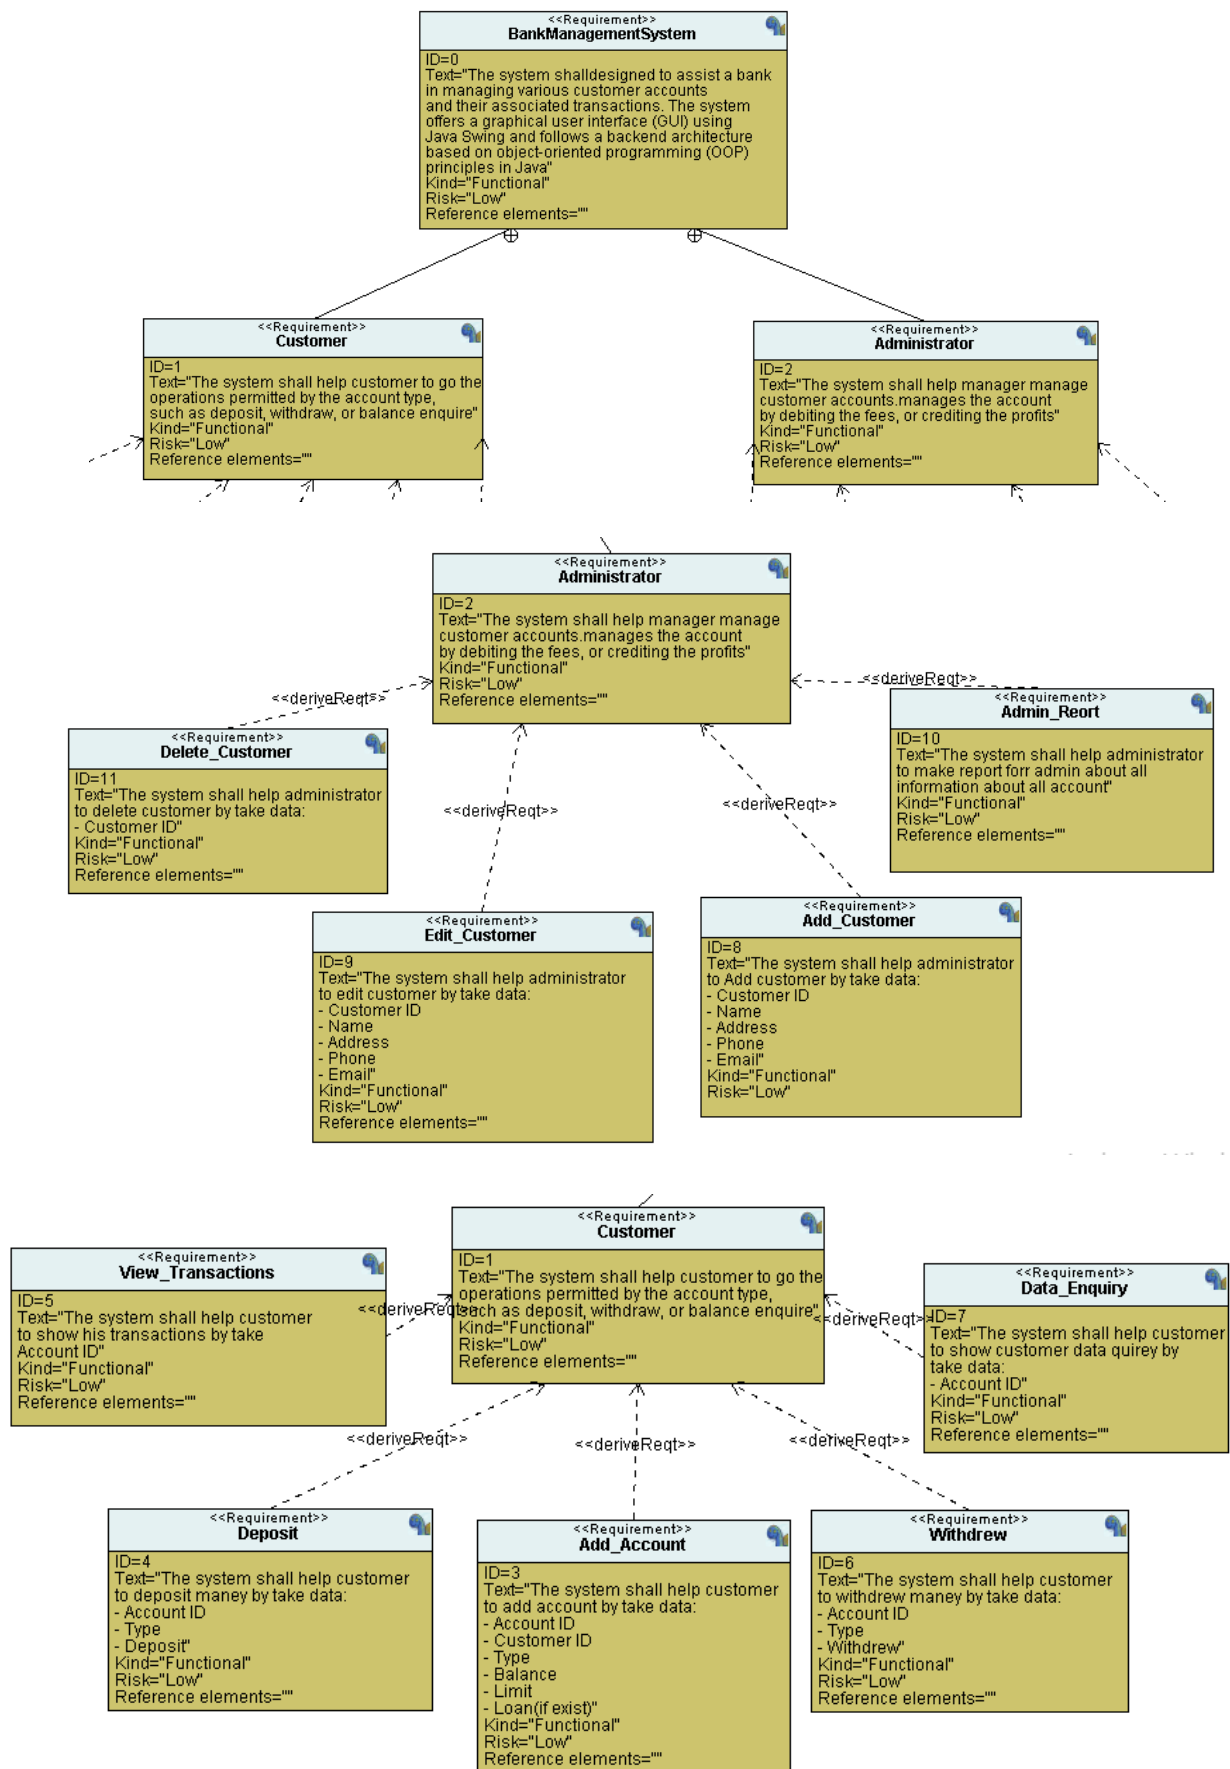 <<Requirement>>
BankManagementSystem
ID=0
Text="The system shalldesigned to assist a bank
in managing various customer accounts
and their associated transactions. The system
offers a graphical user interface (GUI) using
Java Swing and follows a backend architecture
based on object-oriented programming (OOP)
principles in Java"
Kind="Functional"
Risk="Low"
Reference elements=""
<<Requirement>>
Customer
ID=1
Text="The system shall help customer to go the
operations permitted by the account type,
such as deposit, withdraw, or balance enquire"
Kind="Functional"
Risk="Low"
Reference elements=""
<<Requirement>>
Administrator
ID=2
Text="The system shall help manager manage
customer accounts.manages the account
by debiting the fees, or crediting the profits"
Kind="Functional"
Risk="Low"
Reference elements=""
<<Requirement>>
Administrator
ID=2
Text="The system shall help manager manage
customer accounts.manages the account
by debiting the fees, or crediting the profits"
Kind="Functional"
Risk="Low"
Reference elements=""
<<deriveReqt>>
<<deriveReqt>>
<<Requirement>>
Delete_Customer
ID=11
Text="The system shall help administrator
to delete customer by take data:
- Customer ID"
Kind="Functional"
Risk="Low"
Reference elements=""
<<Requirement>>
Admin_Reort
ID=10
Text="The system shall help administrator
to make report forr admin about all
information about all account"
Kind="Functional"
Risk="Low"
Reference elements=""
<<deriveReqt>>
<<deriveReqt>>
<<Requirement>>
Edit_Customer
ID=9
Text="The system shall help administrator
to edit customer by take data:
- Customer ID
- Name
- Address
- Phone
- Email"
Kind="Functional"
Risk="Low"
Reference elements=""
<<Requirement>>
Add_Customer
ID=8
Text="The system shall help administrator
to Add customer by take data:
- Customer ID
- Name
- Address
- Phone
- Email"
Kind="Functional"
Risk="Low"
<<Requirement>>
Customer
ID=1
Text="The system shall help customer to go the
operations permitted by the account type,
such as deposit, withdraw, or balance enquire"
Kind="Functional"
Risk="Low"
Reference elements=""
<<Requirement>>
View_Transactions
ID=5
Text="The system shall help customer
to show his transactions by take
Account ID"
Kind="Functional"
Risk="Low"
Reference elements=""
<<deriveReqt>>
<<deriveReqt>>
<<Requirement>>
Data_Enquiry
ID=7
Text="The system shall help customer
to show customer data quirey by
take data:
- Account ID"
Kind="Functional"
Risk="Low"
Reference elements=""
<<deriveReqt>>
<<deriveReqt>>
<<deriveReqt>>
<<Requirement>>
Deposit
ID=4
Text="The system shall help customer
to deposit maney by take data:
- Account ID
- Type
- Deposit"
Kind="Functional"
Risk="Low"
Reference elements=""
<<Requirement>>
Add_Account
ID=3
Text="The system shall help customer
to add account by take data:
- Account ID
- Customer ID
- Type
- Balance
- Limit
- Loan(if exist)"
Kind="Functional"
Risk="Low"
Reference elements=""
<<Requirement>>
Withdrew
ID=6
Text="The system shall help customer
to withdrew maney by take data:
- Account ID
- Type
- Withdrew"
Kind="Functional"
Risk="Low"
Reference elements=""